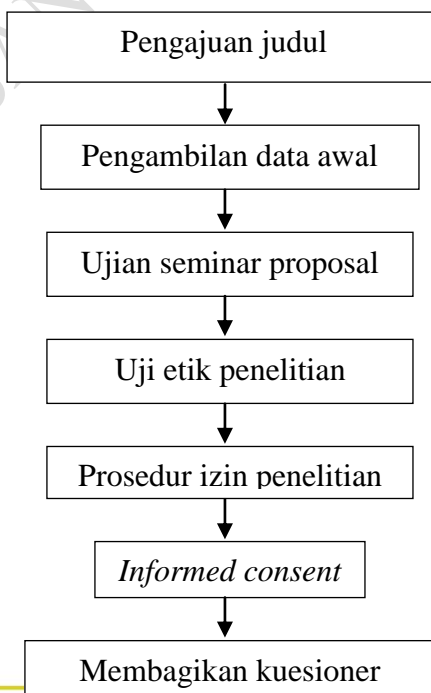 Pengajuan judul
Pengambilan data awal
Ujian seminar proposal
Uji etik penelitian
Prosedur izin penelitian
Informed consent
Membagikan kuesioner